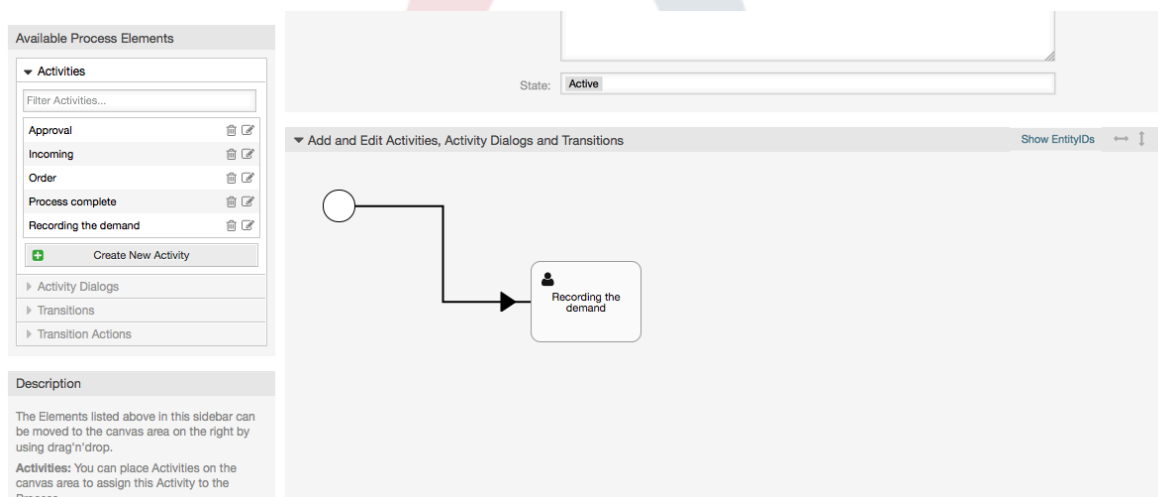 Available Process Elements
Activities
Filter Activities...
Approval
Incoming
Order
Process complete
Recording the demand
Create New Activity
Activity Dialogs
Transitions
Transition Actions
Description
The Elements listed above in this sidebar can
be moved to the canvas area on the right by
using drag'n'drop.
Activities: You can place Activities on the
canvas area to assign this Activity to the
Process
State: Active
Add and Edit Activities, Activity Dialogs and Transitions Show EntityIDs
Recording the
demand